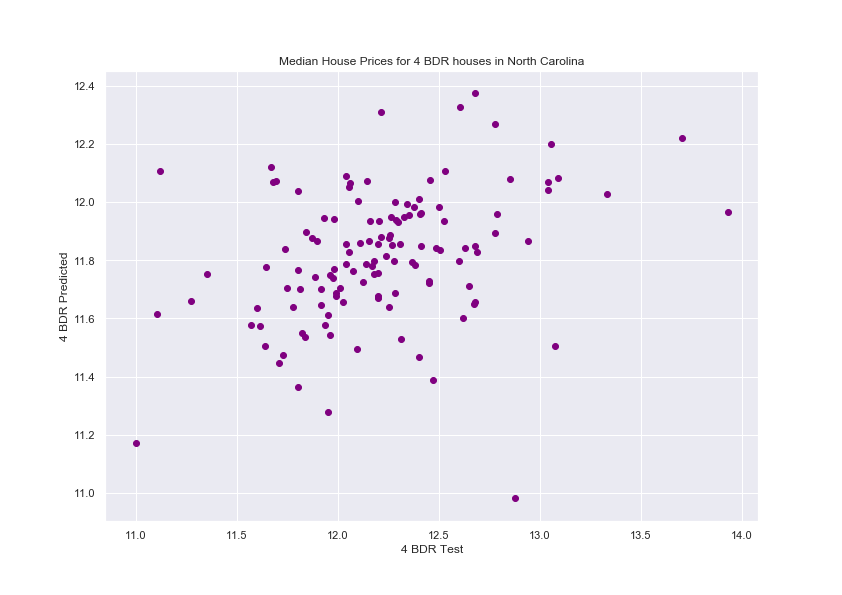 Median House Prices for 4 BDR houses in North Carolina
4 BDR Predicted
12.4
12.2
12.0
11.8
11.6
11.4
11.2
11.0
11.0 11.5 12.0 12.5 13.0 13.5 14.0
4 BDR Test